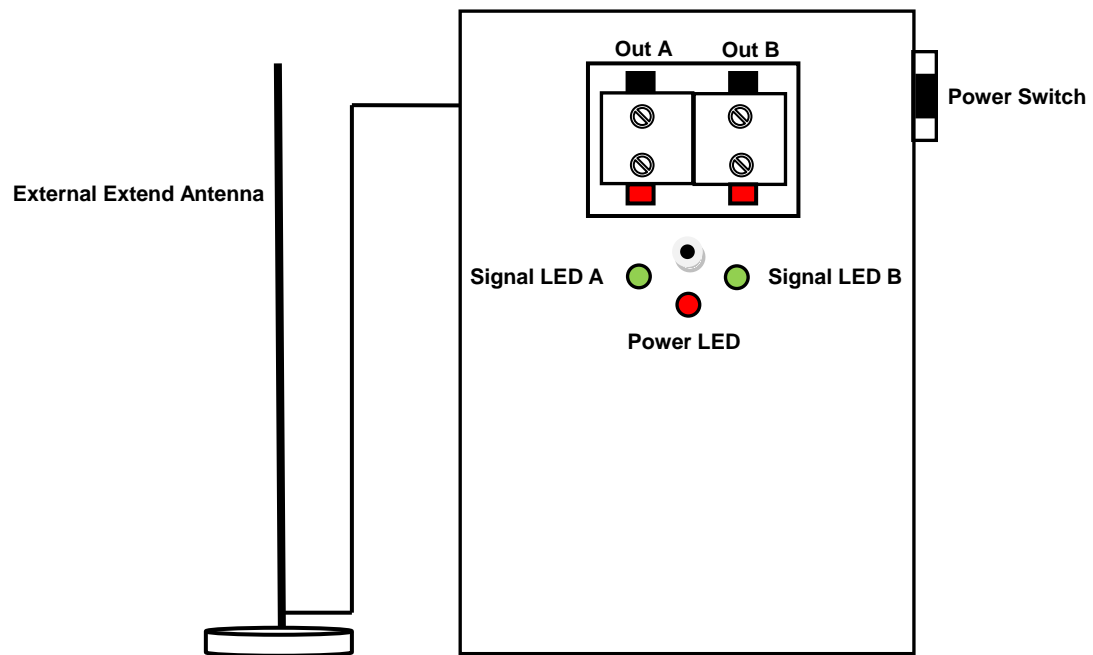 Out A
Out B
Power Switch
External Extend Antenna
Signal LED A
Signal LED B
Power LED